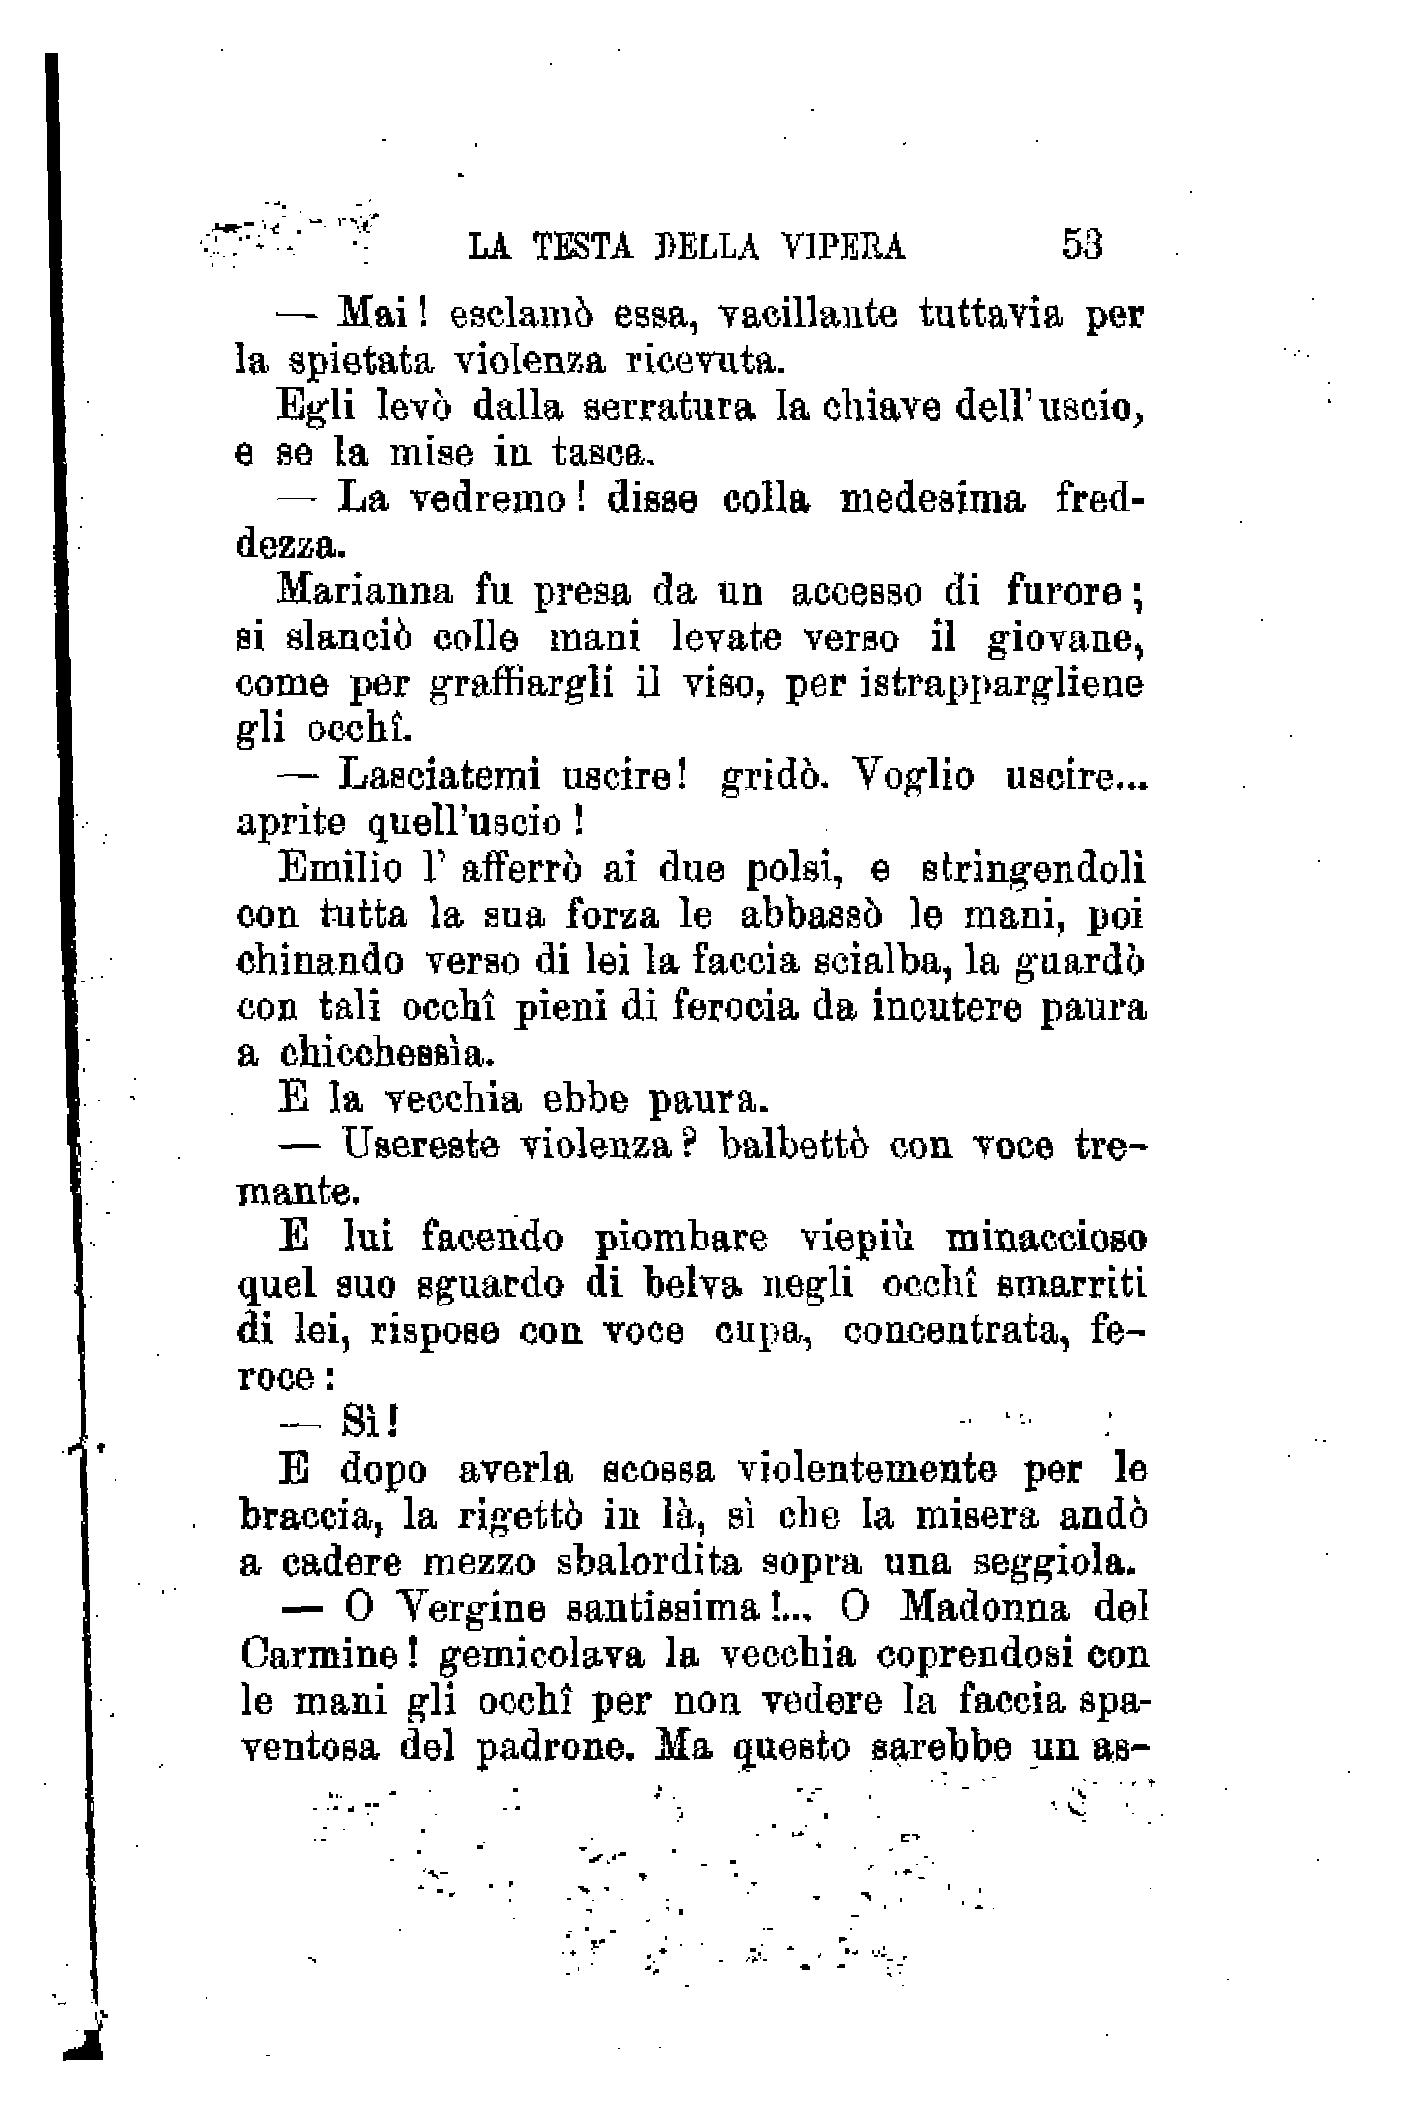 LA TESTA DELLA VIPERA 53
— Mai! esclamò essa, vacillante tuttavia per
la spietata violenza ricevuta.
Egli levò dalla serratura la chiave dell'uscio,
e se la mise in tasca.
— La vedremo! disse colla medesima fred-
dezza.
Marianna fu presa da un accesso di furore;
si slanciò colle mani levate verso il giovane,
come per graffiargli il viso, per istrappargliene
gli occhî.
— Lasciatemi uscire! gridò. Voglio uscire...
aprite quell'uscio!
Emilio l'afferrò ai due polsi, e stringendoli
con tutta la sua forza le abbassò le mani, poi
chinando verso di lei la faccia scialba, la guardò
con tali occhî pieni di ferocia da incutere paura
a chicchessìa.
E la vecchia ebbe paura.
— Usereste violenza? balbettò con voce tre-
mante.
E lui facendo piombare viepiù minaccioso
quel suo sguardo di belva negli occhî smarriti
di lei, rispose con voce cupa, concentrata, fe-
roce:
— Sì!
E dopo averla scossa violentemente per le
braccia, la rigettò in là, sì che la misera andò
a cadere mezzo sbalordita sopra una seggiola.
— O Vergine santissima!... O Madonna del
Carmine! gemicolava la vecchia coprendosi con
le mani gli occhî per non vedere la faccia spa-
ventosa del padrone. Ma questo sarebbe un as-